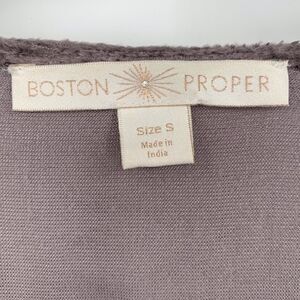 BOSTON PROPER
Size S
Made in
India